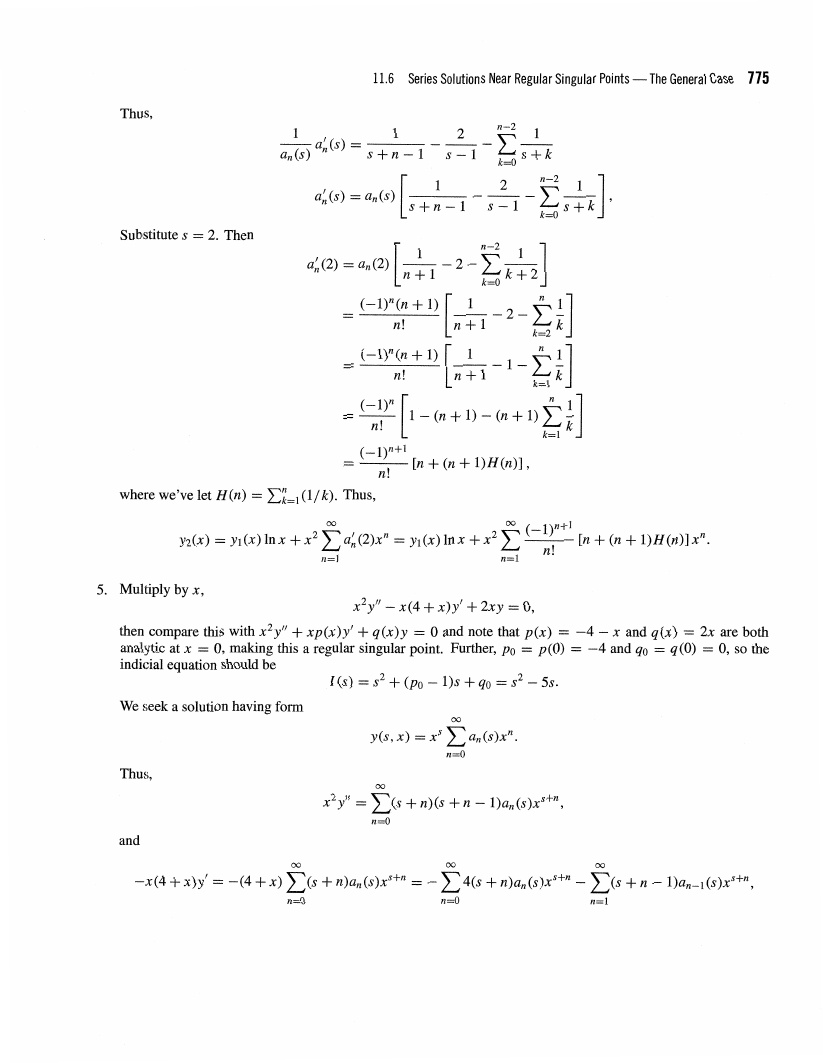 11.6 Series Solutions Near Regular Singular Points — The General Case 775
Thus,
\frac{1}{a_n(s)} a_n'(s) = \frac{1}{s+n-1} - \frac{2}{s-1} - \sum_{k=0}^{n-2} \frac{1}{s+k}
a_n'(s) = a_n(s) \left[ \frac{1}{s+n-1} - \frac{2}{s-1} - \sum_{k=0}^{n-2} \frac{1}{s+k} \right],
Substitute s = 2. Then
a_n'(2) = a_n(2) \left[ \frac{1}{n+1} - 2 - \sum_{k=0}^{n-2} \frac{1}{k+2} \right]
= \frac{(-1)^n(n+1)}{n!} \left[ \frac{1}{n+1} - 2 - \sum_{k=2}^{n} \frac{1}{k} \right]
= \frac{(-1)^n(n+1)}{n!} \left[ \frac{1}{n+1} - 1 - \sum_{k=1}^{n} \frac{1}{k} \right]
= \frac{(-1)^n}{n!} \left[ 1 - (n+1) - (n+1) \sum_{k=1}^{n} \frac{1}{k} \right]
= \frac{(-1)^{n+1}}{n!} [n + (n+1)H(n)],
where we've let H(n) = \sum_{k=1}^{n}(1/k). Thus,
y_2(x) = y_1(x) \ln x + x^2 \sum_{n=1}^{\infty} a_n'(2)x^n = y_1(x) \ln x + x^2 \sum_{n=1}^{\infty} \frac{(-1)^{n+1}}{n!} [n + (n+1)H(n)] x^n.
5. Multiply by x,
x^2y'' - x(4+x)y' + 2xy = 0,
then compare this with x^2y'' + xp(x)y' + q(x)y = 0 and note that p(x) = -4 - x and q(x) = 2x are both
analytic at x = 0, making this a regular singular point. Further, p_0 = p(0) = -4 and q_0 = q(0) = 0, so the
indicial equation should be
I(s) = s^2 + (p_0 - 1)s + q_0 = s^2 - 5s.
We seek a solution having form
y(s, x) = x^s \sum_{n=0}^{\infty} a_n(s)x^n.
Thus,
x^2y'' = \sum_{n=0}^{\infty} (s+n)(s+n-1)a_n(s)x^{s+n},
and
-x(4+x)y' = -(4+x) \sum_{n=0}^{\infty} (s+n)a_n(s)x^{s+n} = - \sum_{n=0}^{\infty} 4(s+n)a_n(s)x^{s+n} - \sum_{n=1}^{\infty} (s+n-1)a_{n-1}(s)x^{s+n},